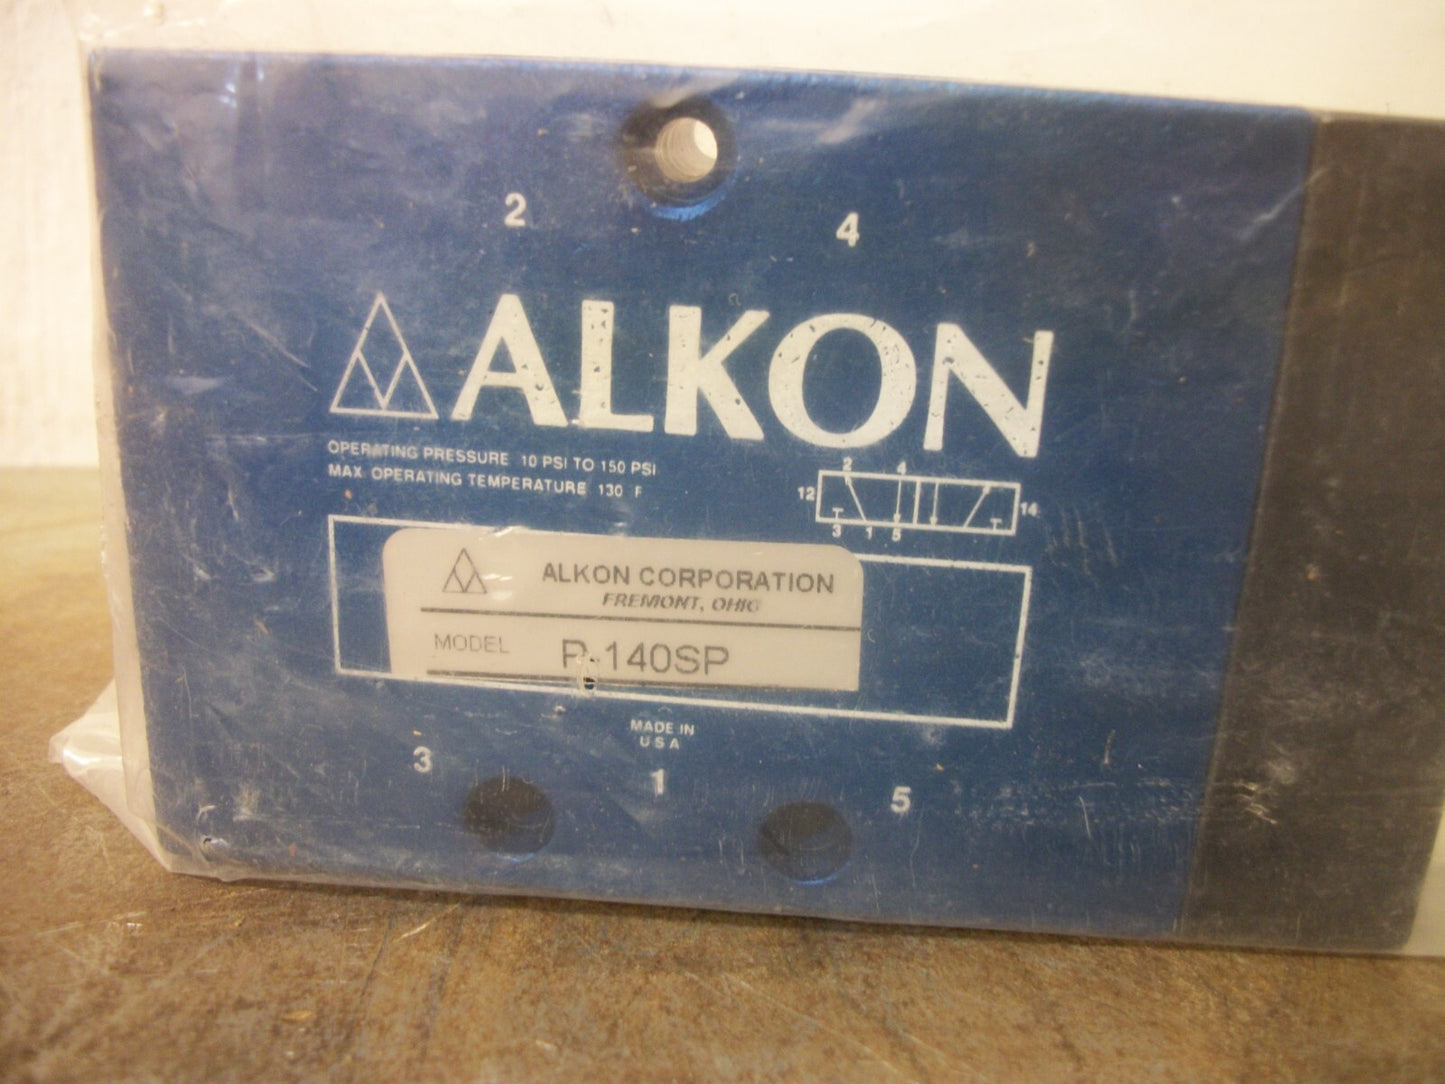 2 4
ALKON
OPERATING PRESSURE 10 PSI TO 150 PSI
MAX. OPERATING TEMPERATURE 130 F
2 4
12 14
3 1 5
ALKON CORPORATION
FREMONT, OHIO
MODEL P-140SP
MADE IN
U S A
3 1 5